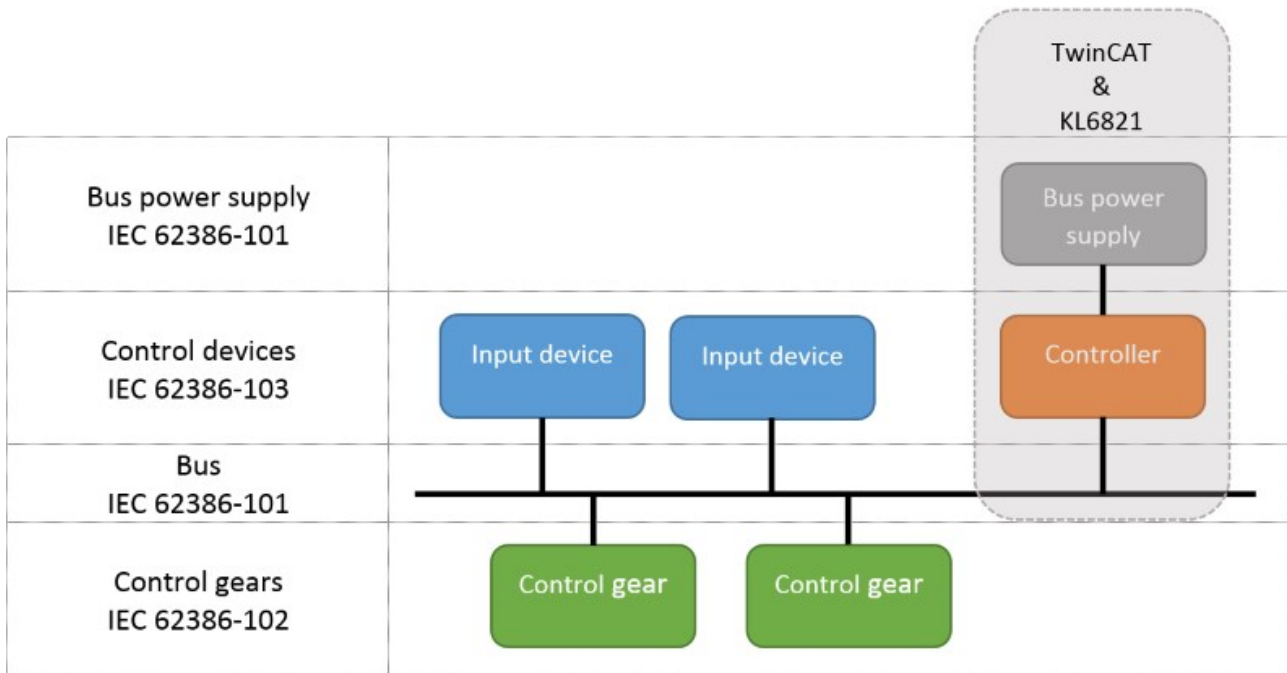 TwinCAT
&
KL6821
Bus power supply
IEC 62386-101
Bus power
supply
Control devices
IEC 62386-103
Input device
Input device
Controller
Bus
IEC 62386-101
Control gears
IEC 62386-102
Control gear
Control gear